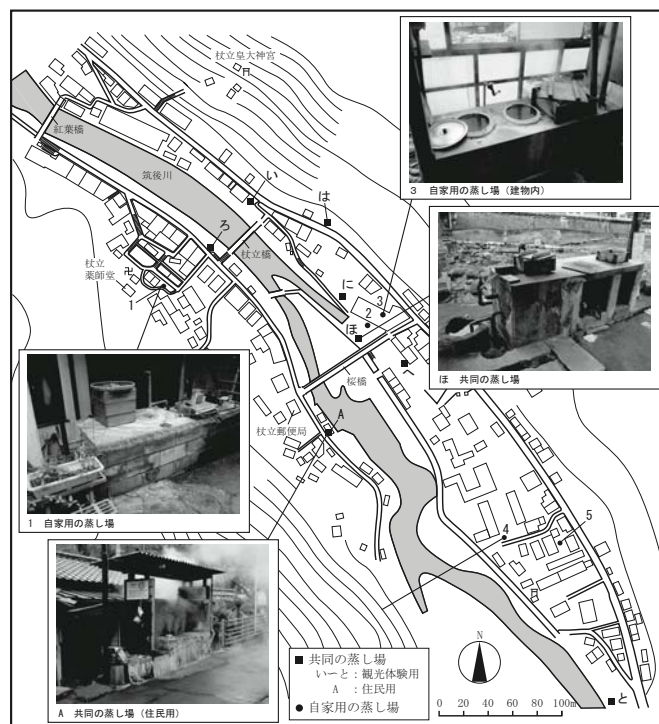 杖立皇大神宮
紅葉橋
筑後川
い
は
3 自家用の蒸し場(建物内)
ろ
杖立橋
杖立
薬師堂
1
に
3
2
ほ
へ
ほ 共同の蒸し場
桜橋
A
杖立郵便局
1 自家用の蒸し場
4
5
A 共同の蒸し場(住民用)
■ 共同の蒸し場
い~と:観光体験用
A :住民用
● 自家用の蒸し場
N
0 20 40 60 80 100m
と